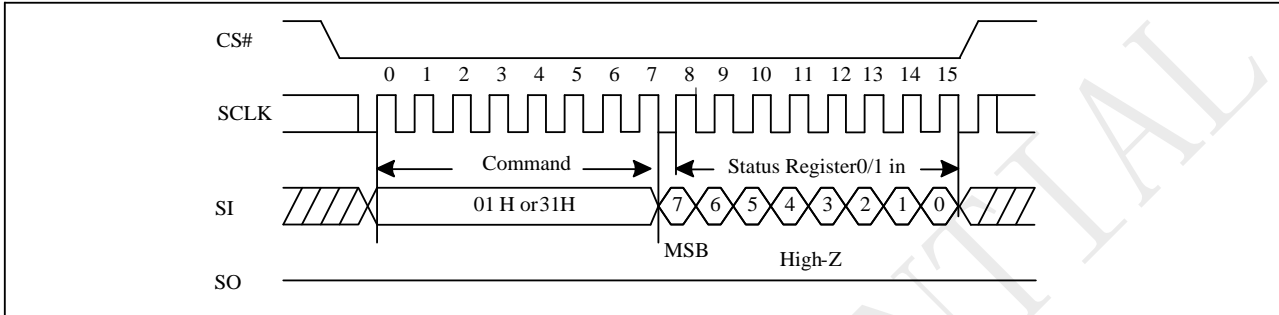 CS#
0 1 2 3 4 5 6 7 8 9 10 11 12 13 14 15
SCLK
Command Status Register0/1 in
SI 01 H or31H 7 6 5 4 3 2 1 0
MSB High-Z
SO
NTIAL